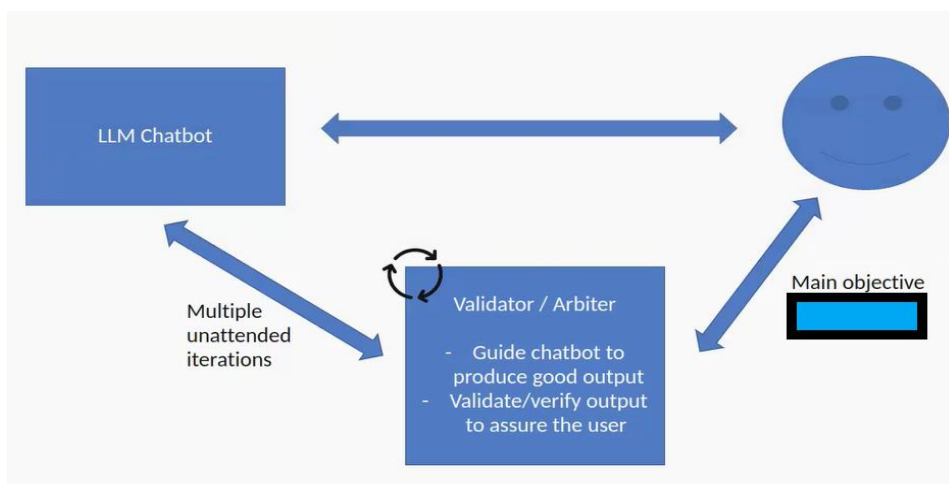 LLM Chatbot
Multiple
unattended
iterations
Validator / Arbiter
- Guide chatbot to
produce good output
- Validate/verify output
to assure the user
Main objective